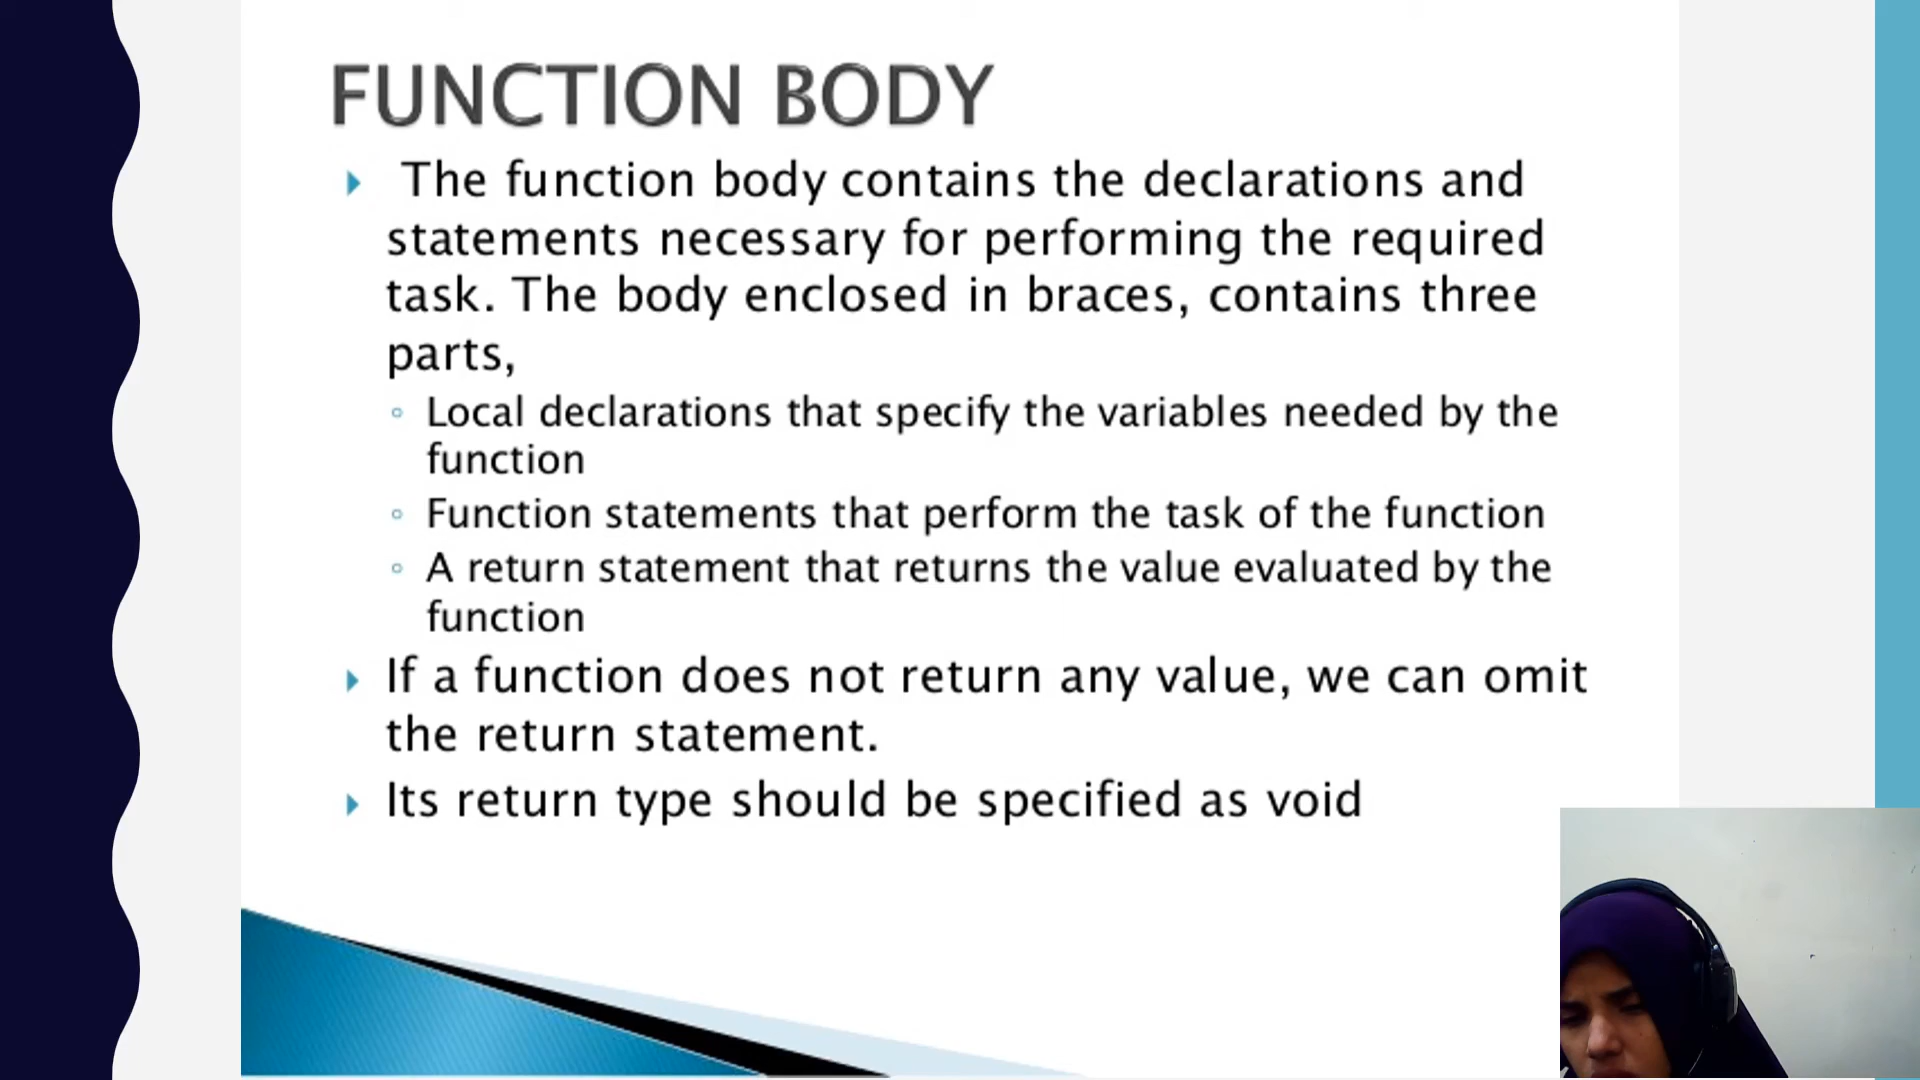 FUNCTION BODY
The function body contains the declarations and
statements necessary for performing the required
task. The body enclosed in braces, contains three
parts,
Local declarations that specify the variables needed by the
function
Function statements that perform the task of the function
A return statement that returns the value evaluated by the
function
If a function does not return any value, we can omit
the return statement.
Its return type should be specified as void